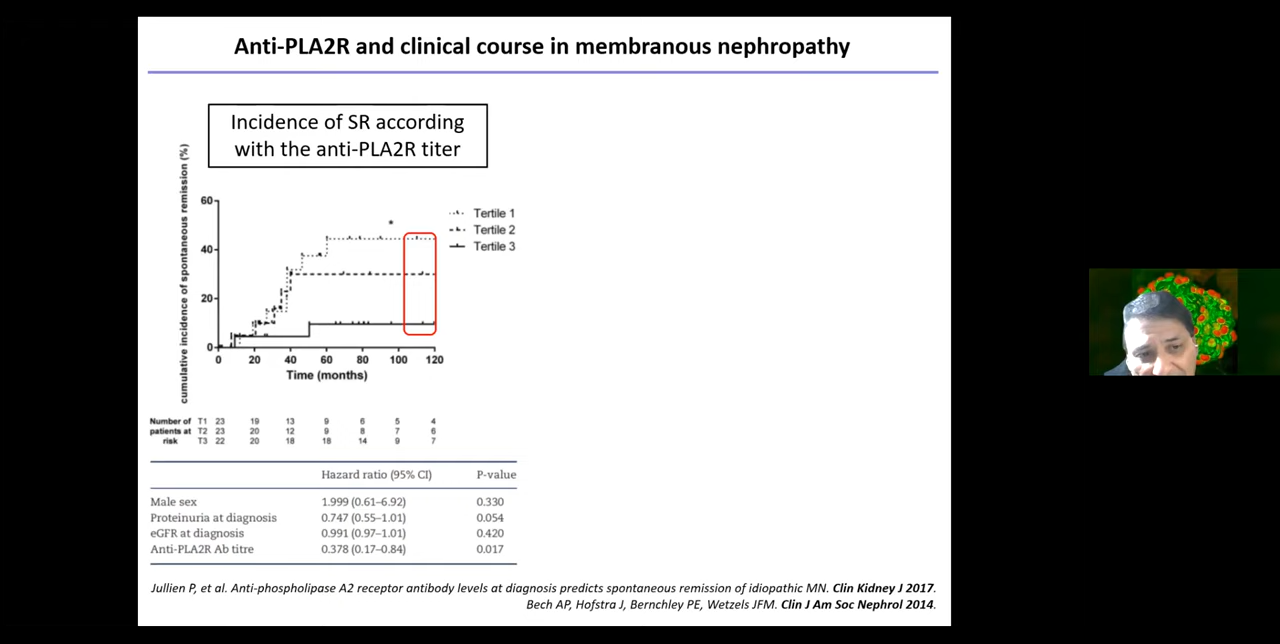 Anti-PLA2R and clinical course in membranous nephropathy
Incidence of SR according
with the anti-PLA2R titer
cumulative incidence of spontaneous remission (%)
60
40
20
0
*
Tertile 1
Tertile 2
Tertile 3
0 20 40 60 80 100 120
Time (months)
Number of T1 23 19 13 9 6 5 4
patients at T2 23 20 12 9 8 7 6
risk T3 22 20 18 18 14 9 7
Hazard ratio (95% CI) P-value
Male sex 1.999 (0.61–6.92) 0.330
Proteinuria at diagnosis 0.747 (0.55–1.01) 0.054
eGFR at diagnosis 0.991 (0.97–1.01) 0.420
Anti-PLA2R Ab titre 0.378 (0.17–0.84) 0.017
Jullien P, et al. Anti-phospholipase A2 receptor antibody levels at diagnosis predicts spontaneous remission of idiopathic MN. Clin Kidney J 2017.
Bech AP, Hofstra J, Bernchley PE, Wetzels JFM. Clin J Am Soc Nephrol 2014.